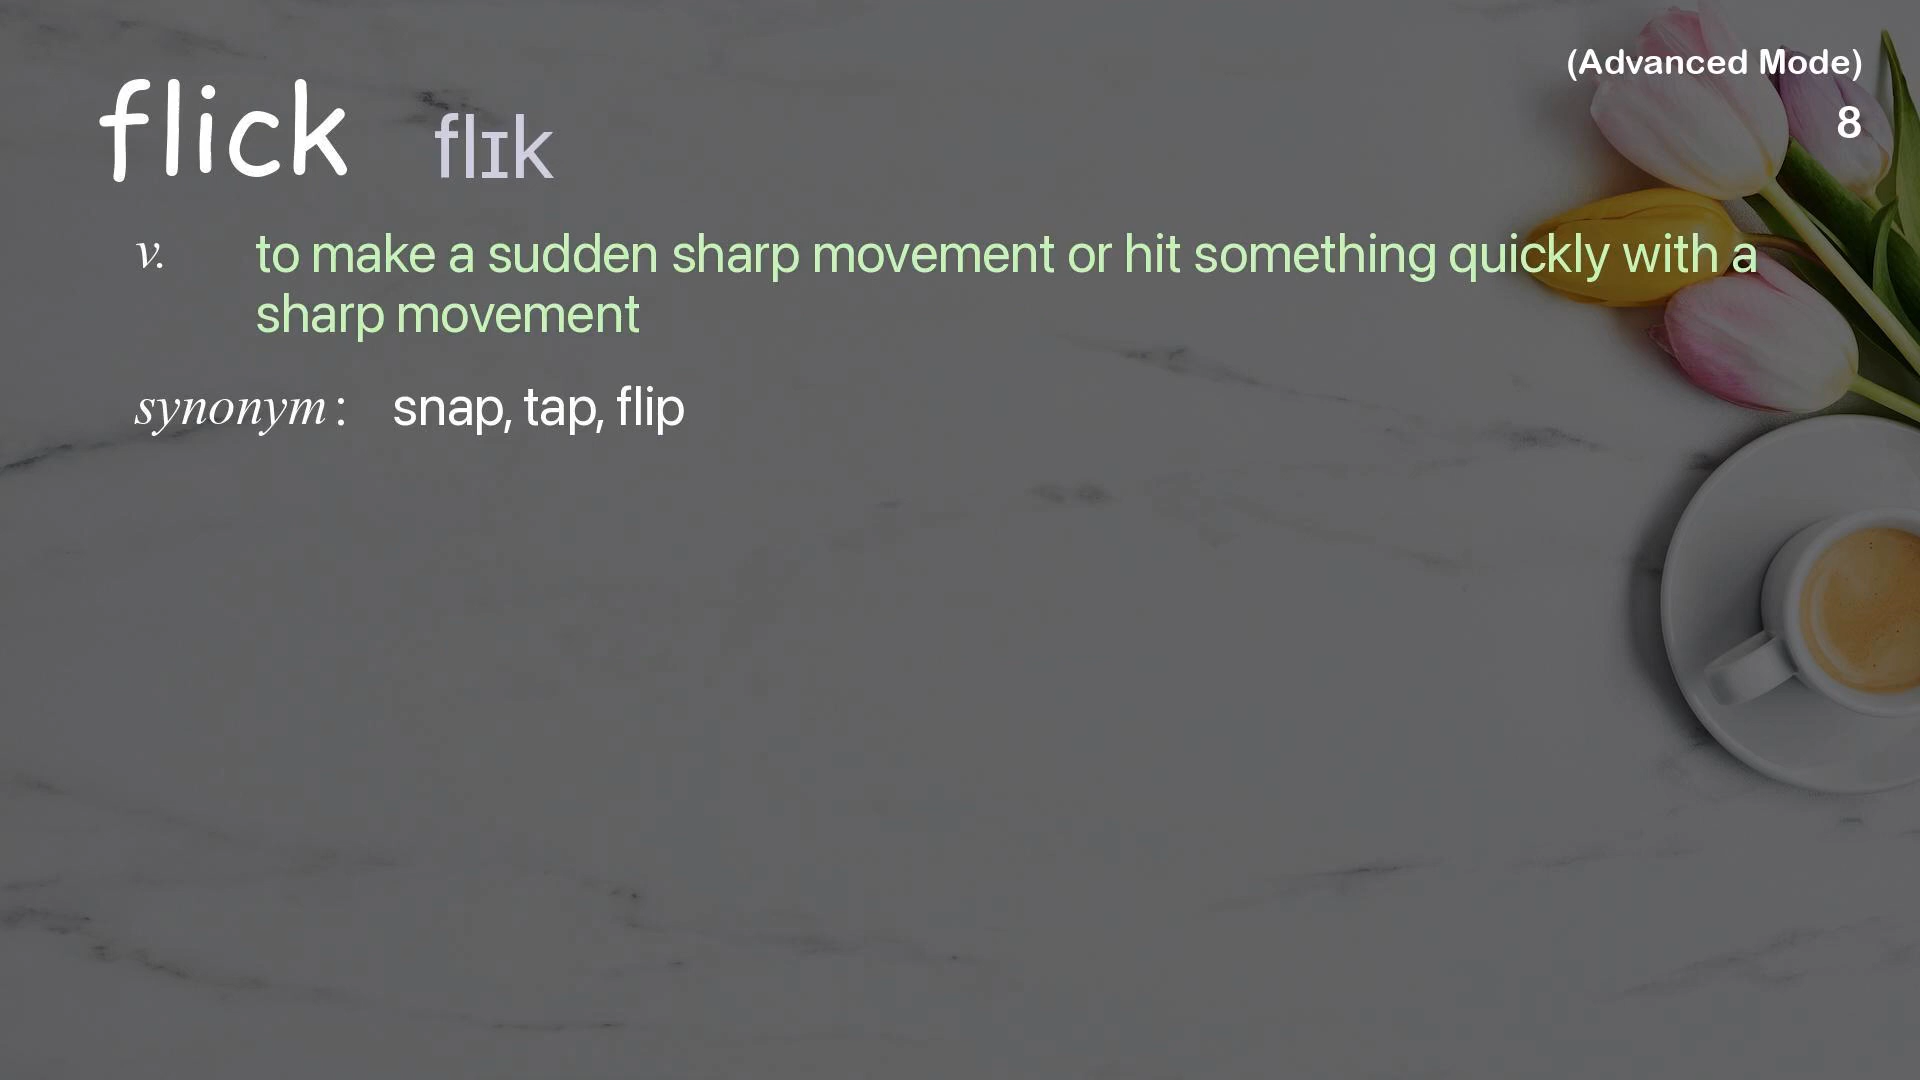 (Advanced Mode)
8
flick flɪk
v. to make a sudden sharp movement or hit something quickly with a
sharp movement
synonym: snap, tap, flip